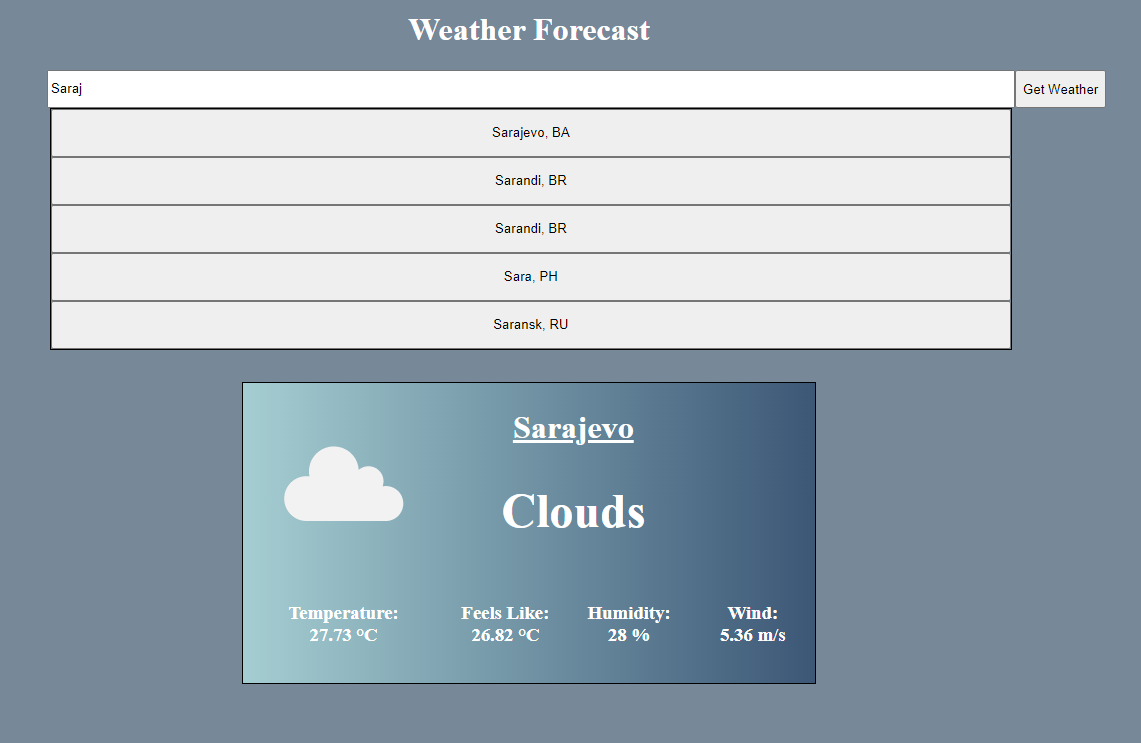 Weather Forecast
Saraj
Get Weather
Sarajevo, BA
Sarandi, BR
Sarandi, BR
Sara, PH
Saransk, RU
Sarajevo
Clouds
Temperature: Feels Like: Humidity: Wind:
27.73 °C 26.82 °C 28 % 5.36 m/s